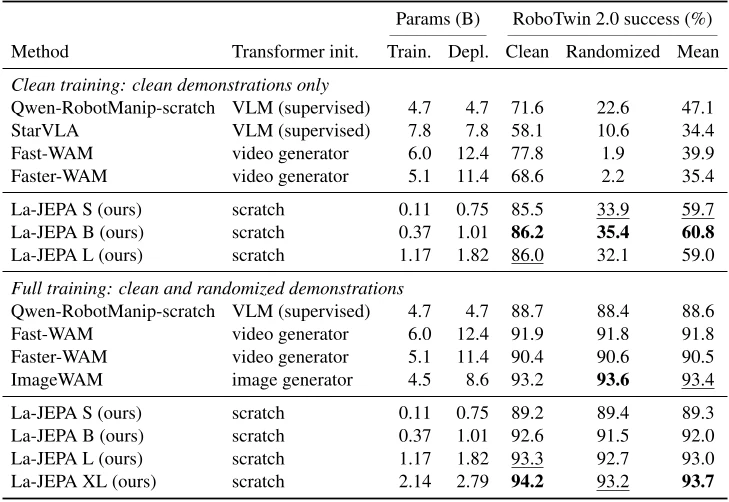 Params (B) RoboTwin 2.0 success (%)
Method Transformer init. Train. Depl. Clean Randomized Mean
Clean training: clean demonstrations only
Qwen-RobotManip-scratch VLM (supervised) 4.7 4.7 71.6 22.6 47.1
StarVLA VLM (supervised) 7.8 7.8 58.1 10.6 34.4
Fast-WAM video generator 6.0 12.4 77.8 1.9 39.9
Faster-WAM video generator 5.1 11.4 68.6 2.2 35.4
La-JEPA S (ours) scratch 0.11 0.75 85.5 33.9 59.7
La-JEPA B (ours) scratch 0.37 1.01 86.2 35.4 60.8
La-JEPA L (ours) scratch 1.17 1.82 86.0 32.1 59.0
Full training: clean and randomized demonstrations
Qwen-RobotManip-scratch VLM (supervised) 4.7 4.7 88.7 88.4 88.6
Fast-WAM video generator 6.0 12.4 91.9 91.8 91.8
Faster-WAM video generator 5.1 11.4 90.4 90.6 90.5
ImageWAM image generator 4.5 8.6 93.2 93.6 93.4
La-JEPA S (ours) scratch 0.11 0.75 89.2 89.4 89.3
La-JEPA B (ours) scratch 0.37 1.01 92.6 91.5 92.0
La-JEPA L (ours) scratch 1.17 1.82 93.3 92.7 93.0
La-JEPA XL (ours) scratch 2.14 2.79 94.2 93.2 93.7